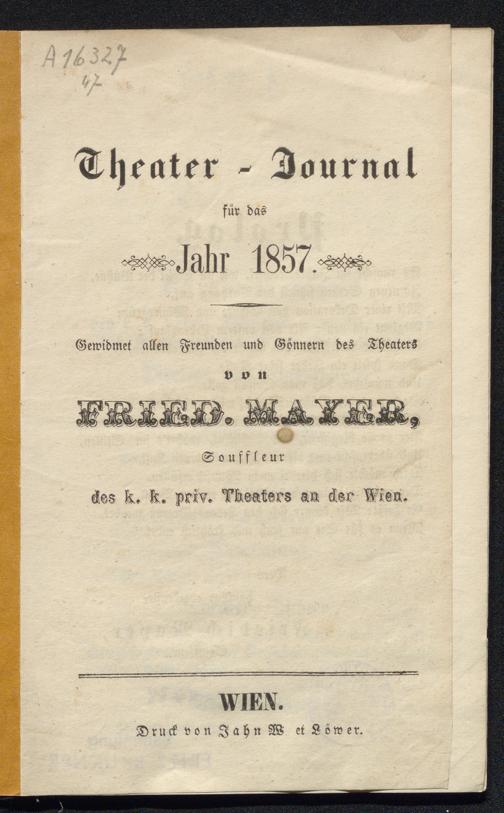 A 16327
47
Theater - Journal
für das
Jahr 1857.
Gewidmet allen Freunden und Gönnern des Theaters
von
FRIED. MAYER,
Souffleur
des k. k. priv. Theaters an der Wien.
WIEN.
Druck von Jahn W et Löwer.